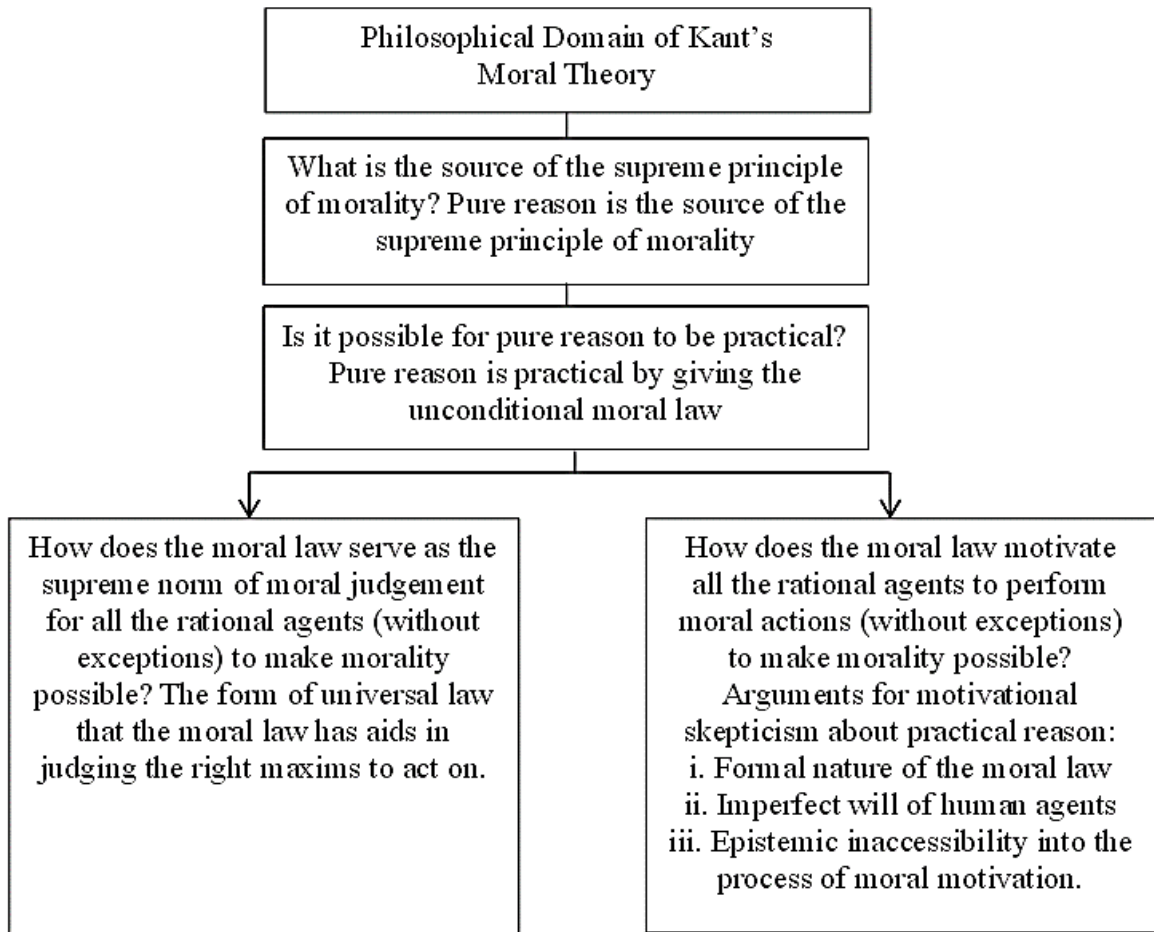 Philosophical Domain of Kant's
Moral Theory
What is the source of the supreme principle
of morality? Pure reason is the source of the
supreme principle of morality
Is it possible for pure reason to be practical?
Pure reason is practical by giving the
unconditional moral law
How does the moral law serve as the
supreme norm of moral judgement
for all the rational agents (without
exceptions) to make morality
possible? The form of universal law
that the moral law has aids in
judging the right maxims to act on.
How does the moral law motivate
all the rational agents to perform
moral actions (without exceptions)
to make morality possible?
Arguments for motivational
skepticism about practical reason:
i. Formal nature of the moral law
ii. Imperfect will of human agents
iii. Epistemic inaccessibility into the
process of moral motivation.